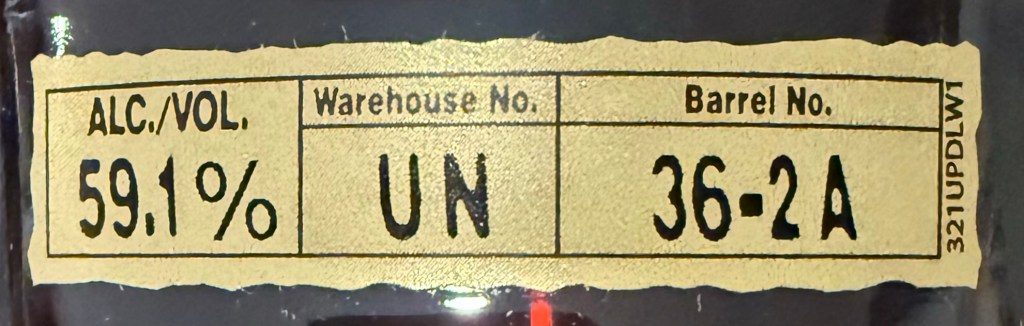 ALC./VOL.
59.1%
Warehouse No.
UN
Barrel No.
36-2A
321UPDLW1